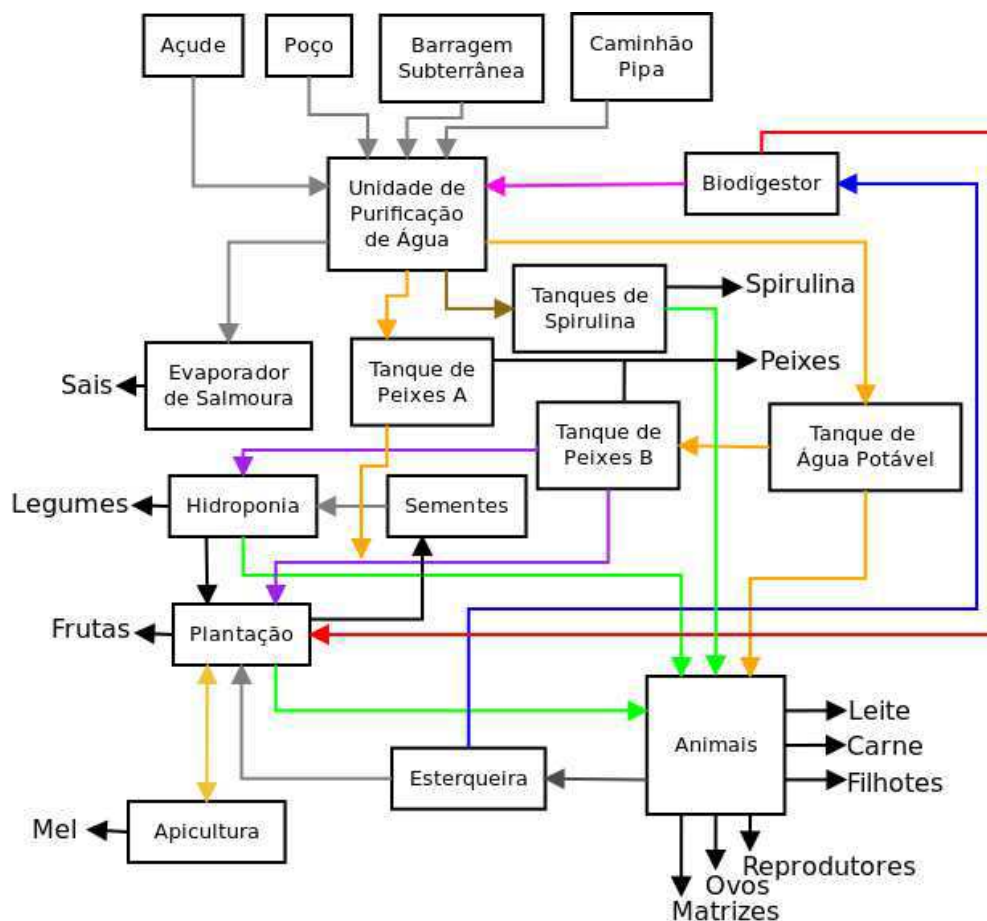 Açude
Poço
Barragem
Subterrânea
Caminhão
Pipa
Unidade de
Purificação
de Água
Biodigestor
Tanques de
Spirulina
Spirulina
Evaporador
de Salmoura
Sais
Tanque de
Peixes A
Peixes
Tanque de
Peixes B
Tanque de
Água Potável
Legumes
Hidroponia
Sementes
Frutas
Plantação
Animais
Leite
Carne
Filhotes
Esterqueira
Mel
Apicultura
Reprodutores
Ovos
Matrizes